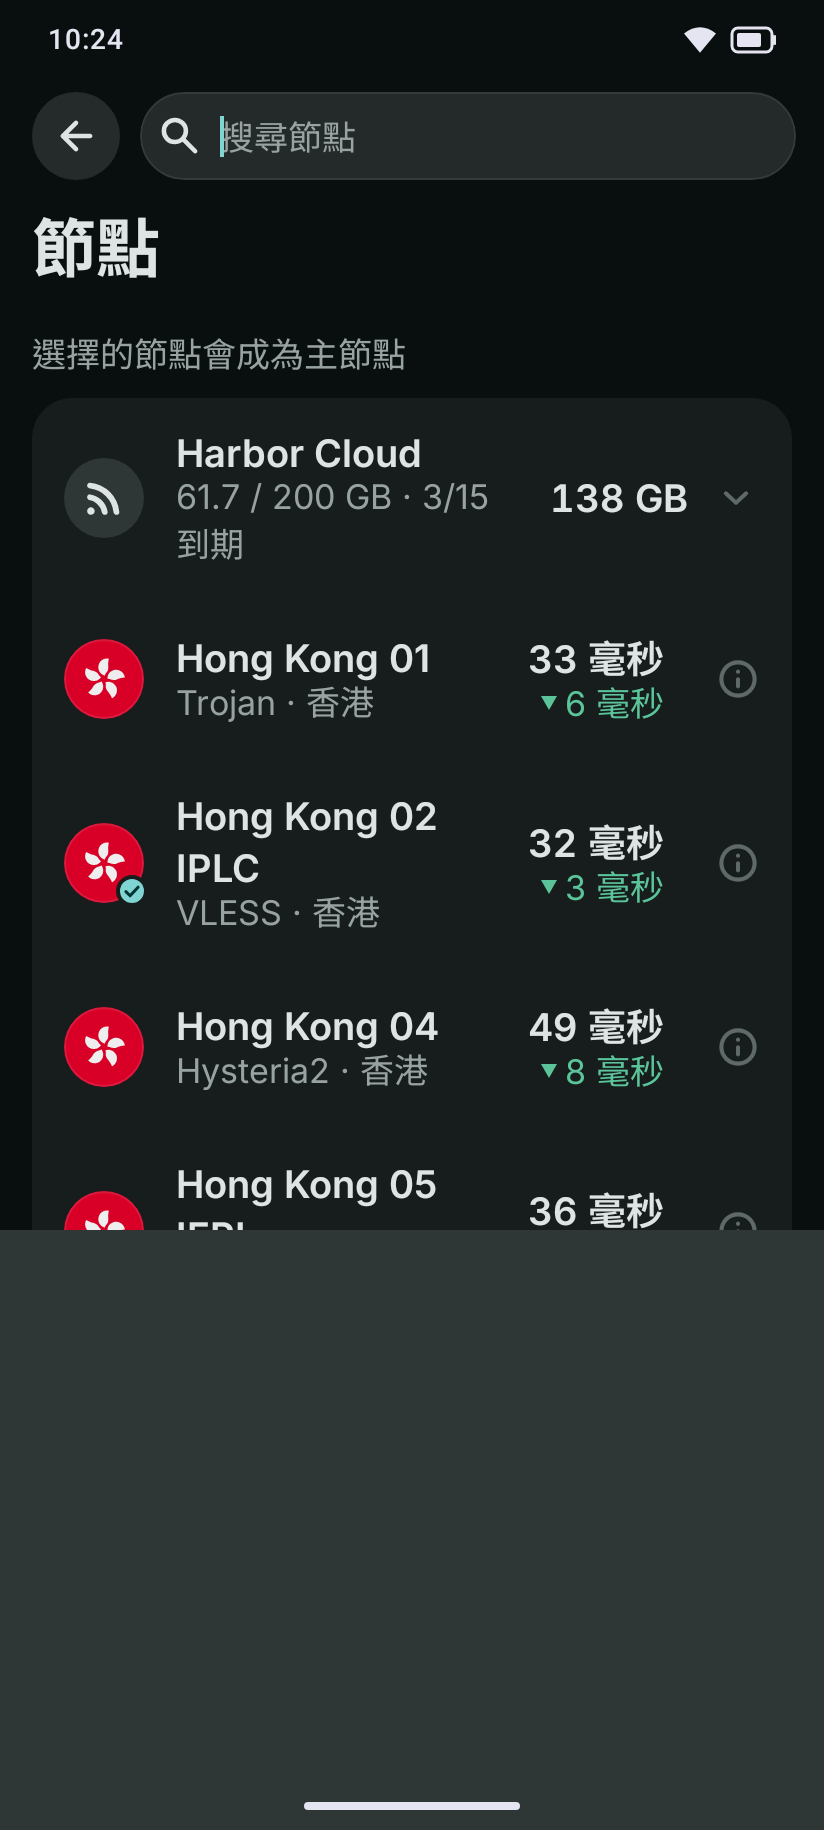 10:24
搜尋節點
節點
選擇的節點會成為主節點
Harbor Cloud
61.7 / 200 GB · 3/15
到期
138 GB
Hong Kong 01
Trojan · 香港
33 毫秒
▼6 毫秒
Hong Kong 02
IPLC
VLESS · 香港
32 毫秒
▼3 毫秒
Hong Kong 04
Hysteria2 · 香港
49 毫秒
▼8 毫秒
Hong Kong 05
36 毫秒